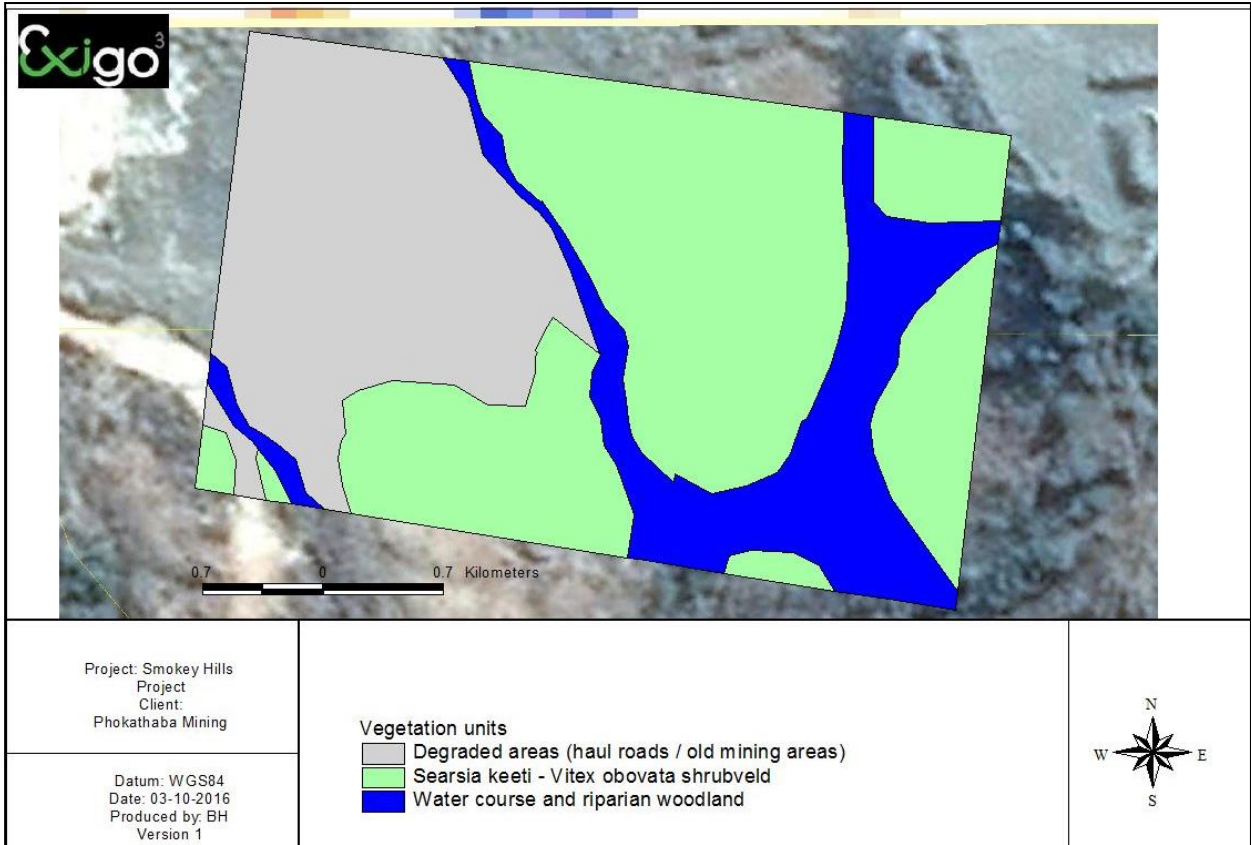 Exigo³
0.7 0 0.7 Kilometers
Project: Smokey Hills
Project
Client:
Phokathaba Mining
Datum: WGS84
Date: 03-10-2016
Produced by: BH
Version 1
Vegetation units
Degraded areas (haul roads / old mining areas)
Searsia keeti - Vitex obovata shrubveld
Water course and riparian woodland
N
W E
S